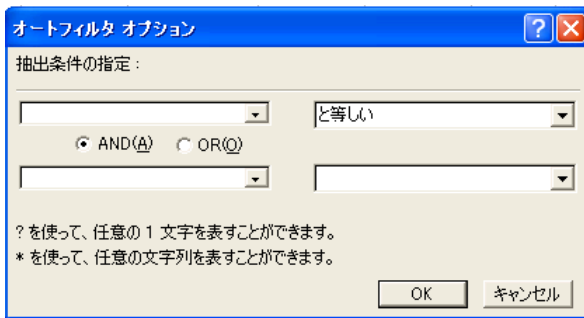 オートフィルタ オプション
抽出条件の指定 :
と等しい
AND(A) OR(O)
? を使って、任意の 1 文字を表すことができます。
* を使って、任意の文字列を表すことができます。
OK キャンセル